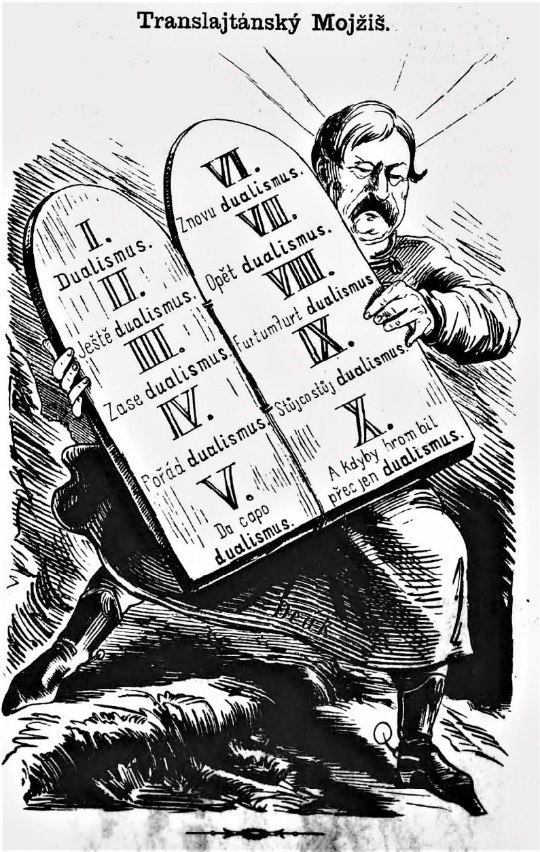 Translajtánský Mojžiš.
I.
Dualismus.
II.
Ještě dualismus.
III.
Zase dualismus.
IV.
Pořád dualismus.
V.
Da capo
dualismus.
VI.
Znovu dualismus.
VII.
Opět dualismus.
VIII.
Furtumfurt dualismus
IX.
Stůjcostůj dualismus.
X.
A kdyby hrom bil
přec jen dualismus.
Deák